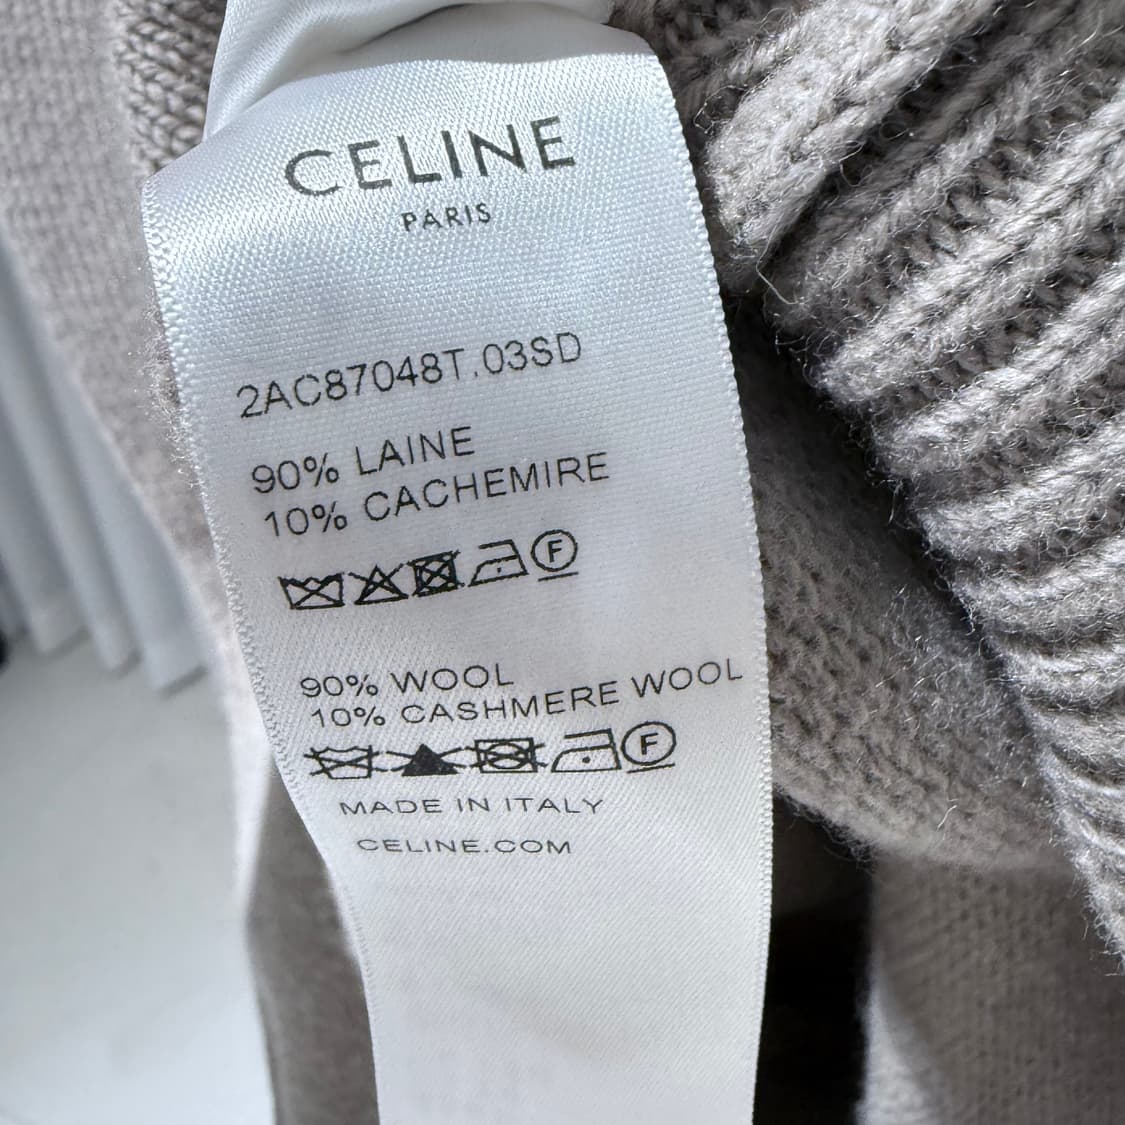 CELINE
PARIS
2AC87048T.03SD
90% LAINE
10% CACHEMIRE
F
90% WOOL
10% CASHMERE WOOL
F
MADE IN ITALY
CELINE.COM